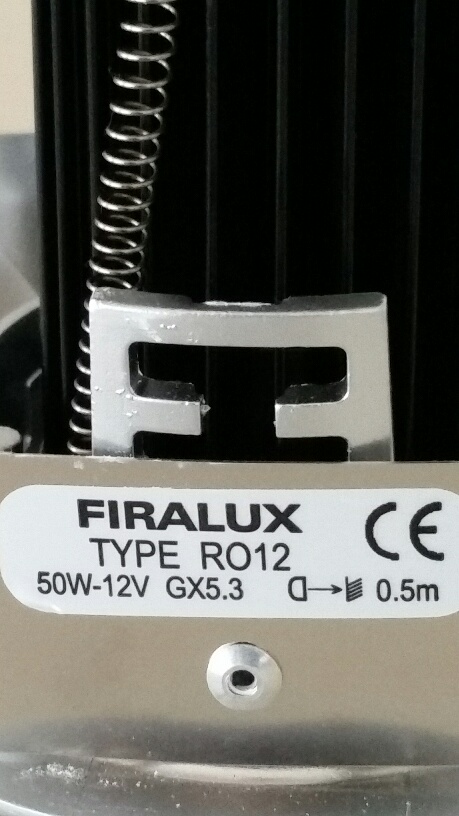 FIRALUX CE
TYPE RO12
50W-12V GX5.3 0.5m